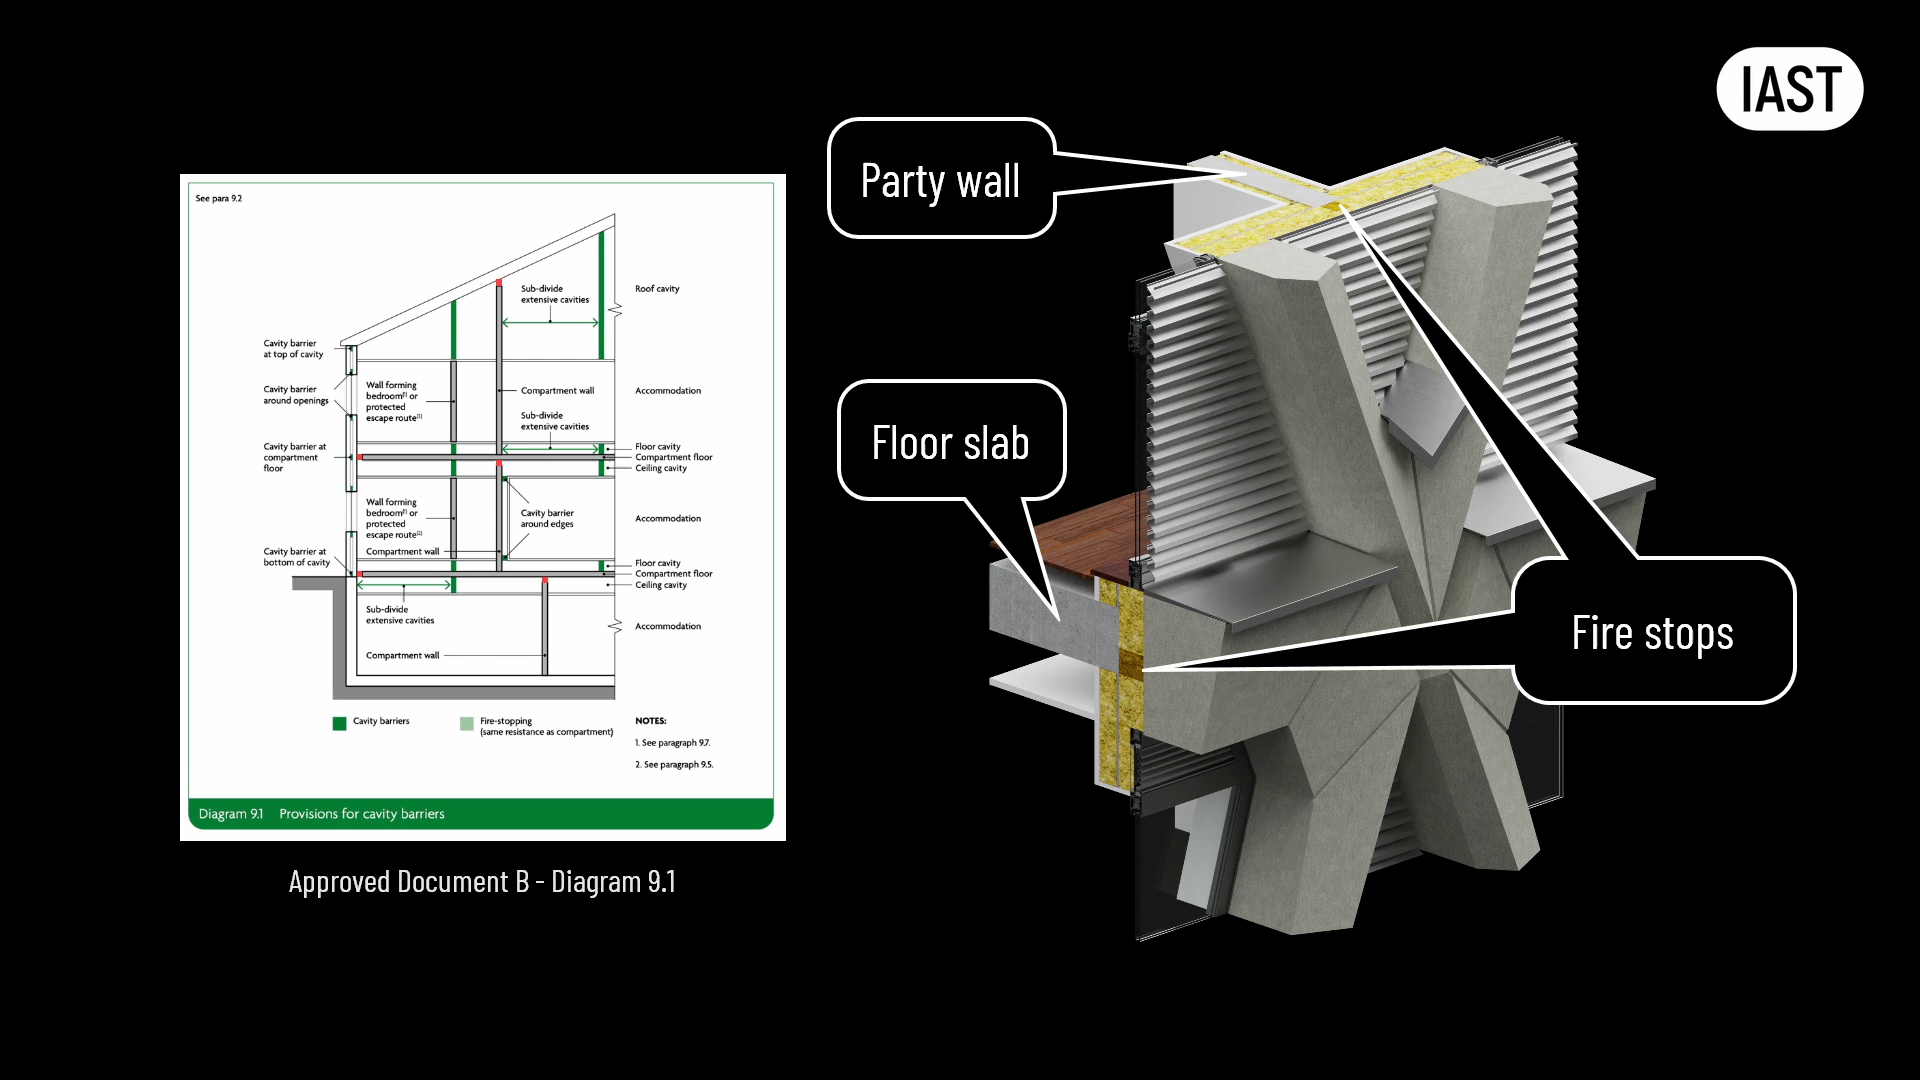 IAST
See para 9.2
Sub-divide
extensive cavities
Roof cavity
Cavity barrier
at top of cavity
Cavity barrier
around openings
Wall forming
bedroom[1] or
protected
escape route[2]
Compartment wall
Accommodation
Sub-divide
extensive cavities
Cavity barrier at
compartment
floor
Floor cavity
Compartment floor
Ceiling cavity
Wall forming
bedroom[1] or
protected
escape route[2]
Cavity barrier
around edges
Accommodation
Cavity barrier at
bottom of cavity
Compartment wall
Floor cavity
Compartment floor
Ceiling cavity
Sub-divide
extensive cavities
Accommodation
Compartment wall
Cavity barriers
Fire-stopping
(same resistance as compartment)
NOTES:
1. See paragraph 9.7.
2. See paragraph 9.5.
Diagram 9.1 Provisions for cavity barriers
Approved Document B - Diagram 9.1
Party wall
Floor slab
Fire stops